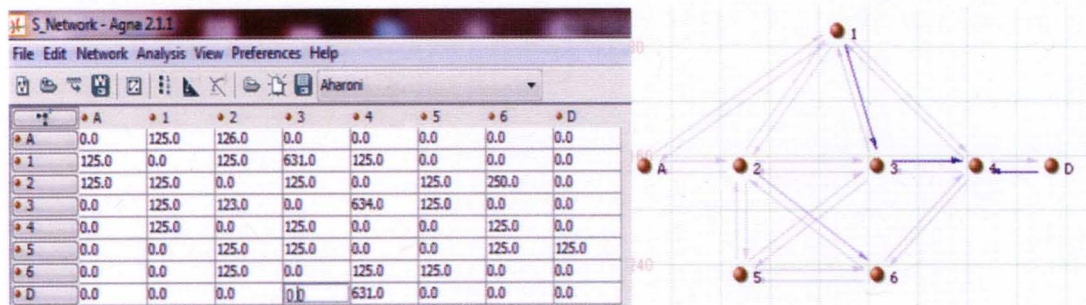 S_Network - Agna 2.1.1
File Edit Network Analysis View Preferences Help
Aharoni
A 1 2 3 4 5 6 D
A 0.0 125.0 126.0 0.0 0.0 0.0 0.0 0.0
1 125.0 0.0 125.0 631.0 125.0 0.0 0.0 0.0
2 125.0 125.0 0.0 125.0 0.0 125.0 250.0 0.0
3 0.0 125.0 123.0 0.0 634.0 125.0 0.0 0.0
4 0.0 125.0 0.0 125.0 0.0 0.0 125.0 0.0
5 0.0 0.0 125.0 125.0 0.0 0.0 125.0 125.0
6 0.0 0.0 125.0 0.0 125.0 125.0 0.0 0.0
D 0.0 0.0 0.0 0.0 631.0 0.0 0.0 0.0
1
A 2 3 4 D
5 6